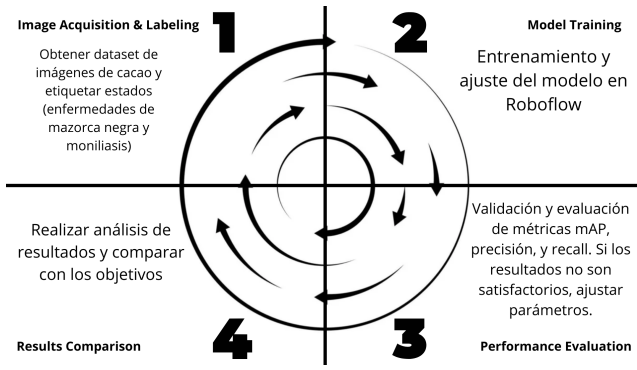 Image Acquisition & Labeling
1
Obtener dataset de
imágenes de cacao y
etiquetar estados
(enfermedades de
mazorca negra y
moniliasis)
2
Model Training
Entrenamiento y
ajuste del modelo en
Roboflow
Realizar análisis de
resultados y comparar
con los objetivos
4
Results Comparison
Validación y evaluación
de métricas mAP,
precisión, y recall. Si los
resultados no son
satisfactorios, ajustar
parámetros.
3
Performance Evaluation